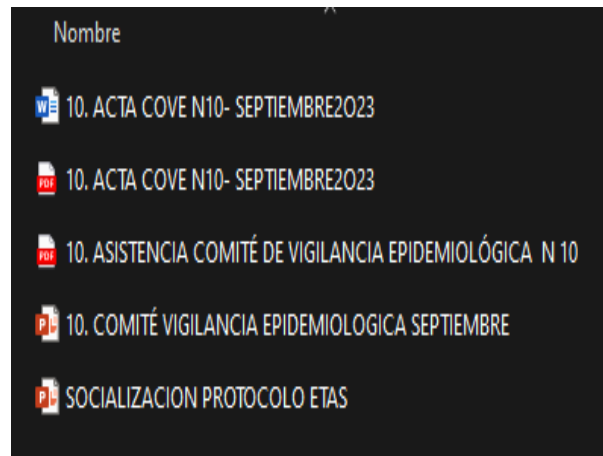 Nombre
10. ACTA COVE N10- SEPTIEMBRE2O23
10. ACTA COVE N10- SEPTIEMBRE2O23
10. ASISTENCIA COMITÉ DE VIGILANCIA EPIDEMIOLÓGICA N 10
10. COMITÉ VIGILANCIA EPIDEMIOLOGICA SEPTIEMBRE
SOCIALIZACION PROTOCOLO ETAS